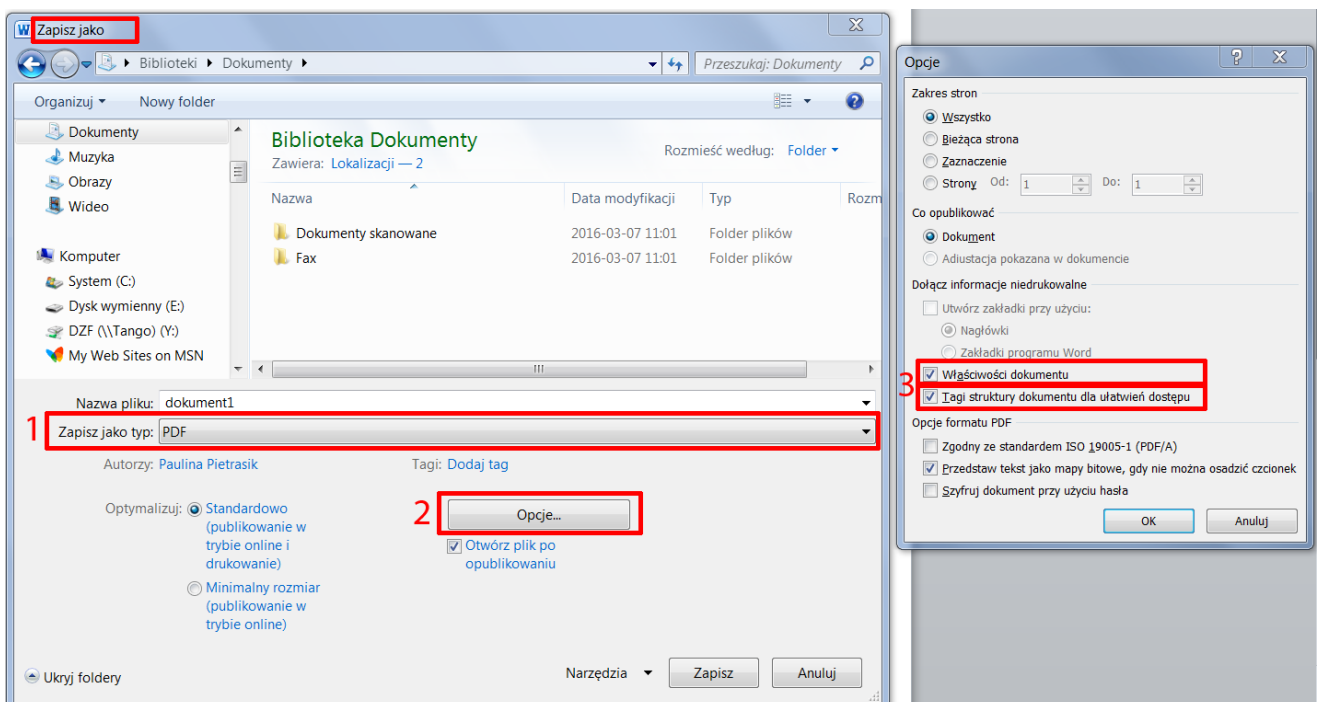 Zapisz jako
Biblioteki Dokumenty
Przeszukaj: Dokumenty
Organizuj Nowy folder
Dokumenty
Muzyka
Obrazy
Wideo
Komputer
System (C:)
Dysk wymienny (E:)
DZF (\\Tango) (Y:)
My Web Sites on MSN
Biblioteka Dokumenty
Zawiera: Lokalizacji — 2
Rozmieść według: Folder
Nazwa Data modyfikacji Typ Rozm
Dokumenty skanowane 2016-03-07 11:01 Folder plików
Fax 2016-03-07 11:01 Folder plików
Nazwa pliku: dokument1
1 Zapisz jako typ: PDF
Autorzy: Paulina Pietrasik Tagi: Dodaj tag
Optymalizuj: Standardowo
(publikowanie w
trybie online i
drukowanie)
Minimalny rozmiar
(publikowanie w
trybie online)
2 Opcje...
Otwórz plik po
opublikowaniu
Ukryj foldery
Narzędzia Zapisz Anuluj
Opcje
Zakres stron
Wszystko
Bieżąca strona
Zaznaczenie
Strony Od: 1 Do: 1
Co opublikować
Dokument
Adiustacja pokazana w dokumencie
Dołącz informacje niedrukowalne
Utwórz zakładki przy użyciu:
Nagłówki
Zakładki programu Word
3 Właściwości dokumentu
Tagi struktury dokumentu dla ułatwień dostępu
Opcje formatu PDF
Zgodny ze standardem ISO 19005-1 (PDF/A)
Przedstaw tekst jako mapy bitowe, gdy nie można osadzić czcionek
Szyfruj dokument przy użyciu hasła
OK Anuluj